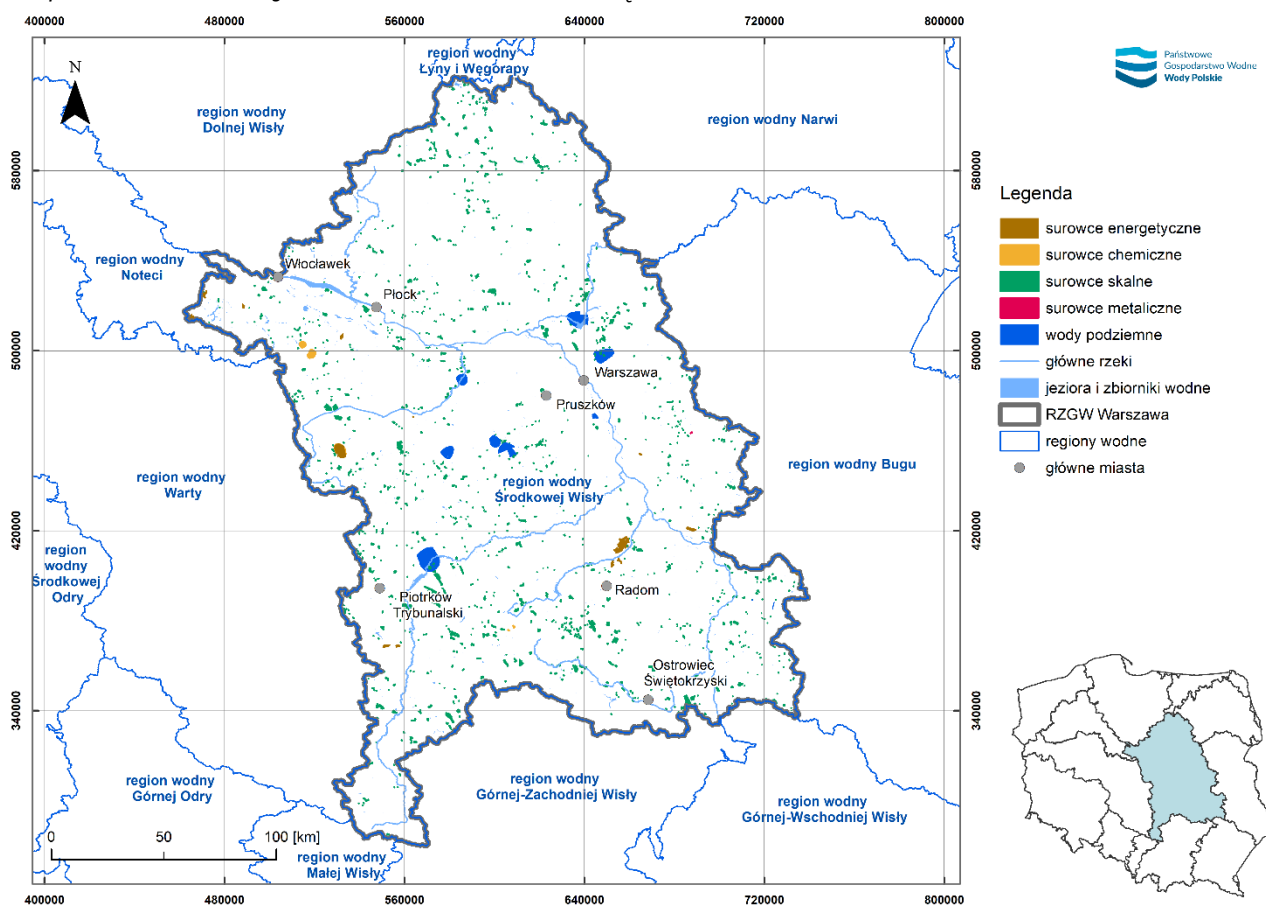 400000
480000
560000
640000
720000
800000
region wodny
Łyny i Węgorapy
N
region wodny
Dolnej Wisły
region wodny Narwi
Państwowe
Gospodarstwo Wodne
Wody Polskie
580000
580000
Legenda
surowce energetyczne
surowce chemiczne
surowce skalne
surowce metaliczne
wody podziemne
główne rzeki
jeziora i zbiorniki wodne
RZGW Warszawa
regiony wodne
główne miasta
region wodny
Noteci
Włocławek
Płock
500000
500000
Warszawa
Pruszków
region wodny
Warty
region wodny
Środkowej Wisły
region wodny Bugu
420000
420000
region
wodny
Środkowej
Odry
Piotrków
Trybunalski
Radom
Ostrowiec
Świętokrzyski
340000
340000
region wodny
Górnej Odry
region wodny
Górnej-Zachodniej Wisły
region wodny
Górnej-Wschodniej Wisły
0
50
100 [km]
region wodny
Małej Wisły
400000
480000
560000
640000
720000
800000